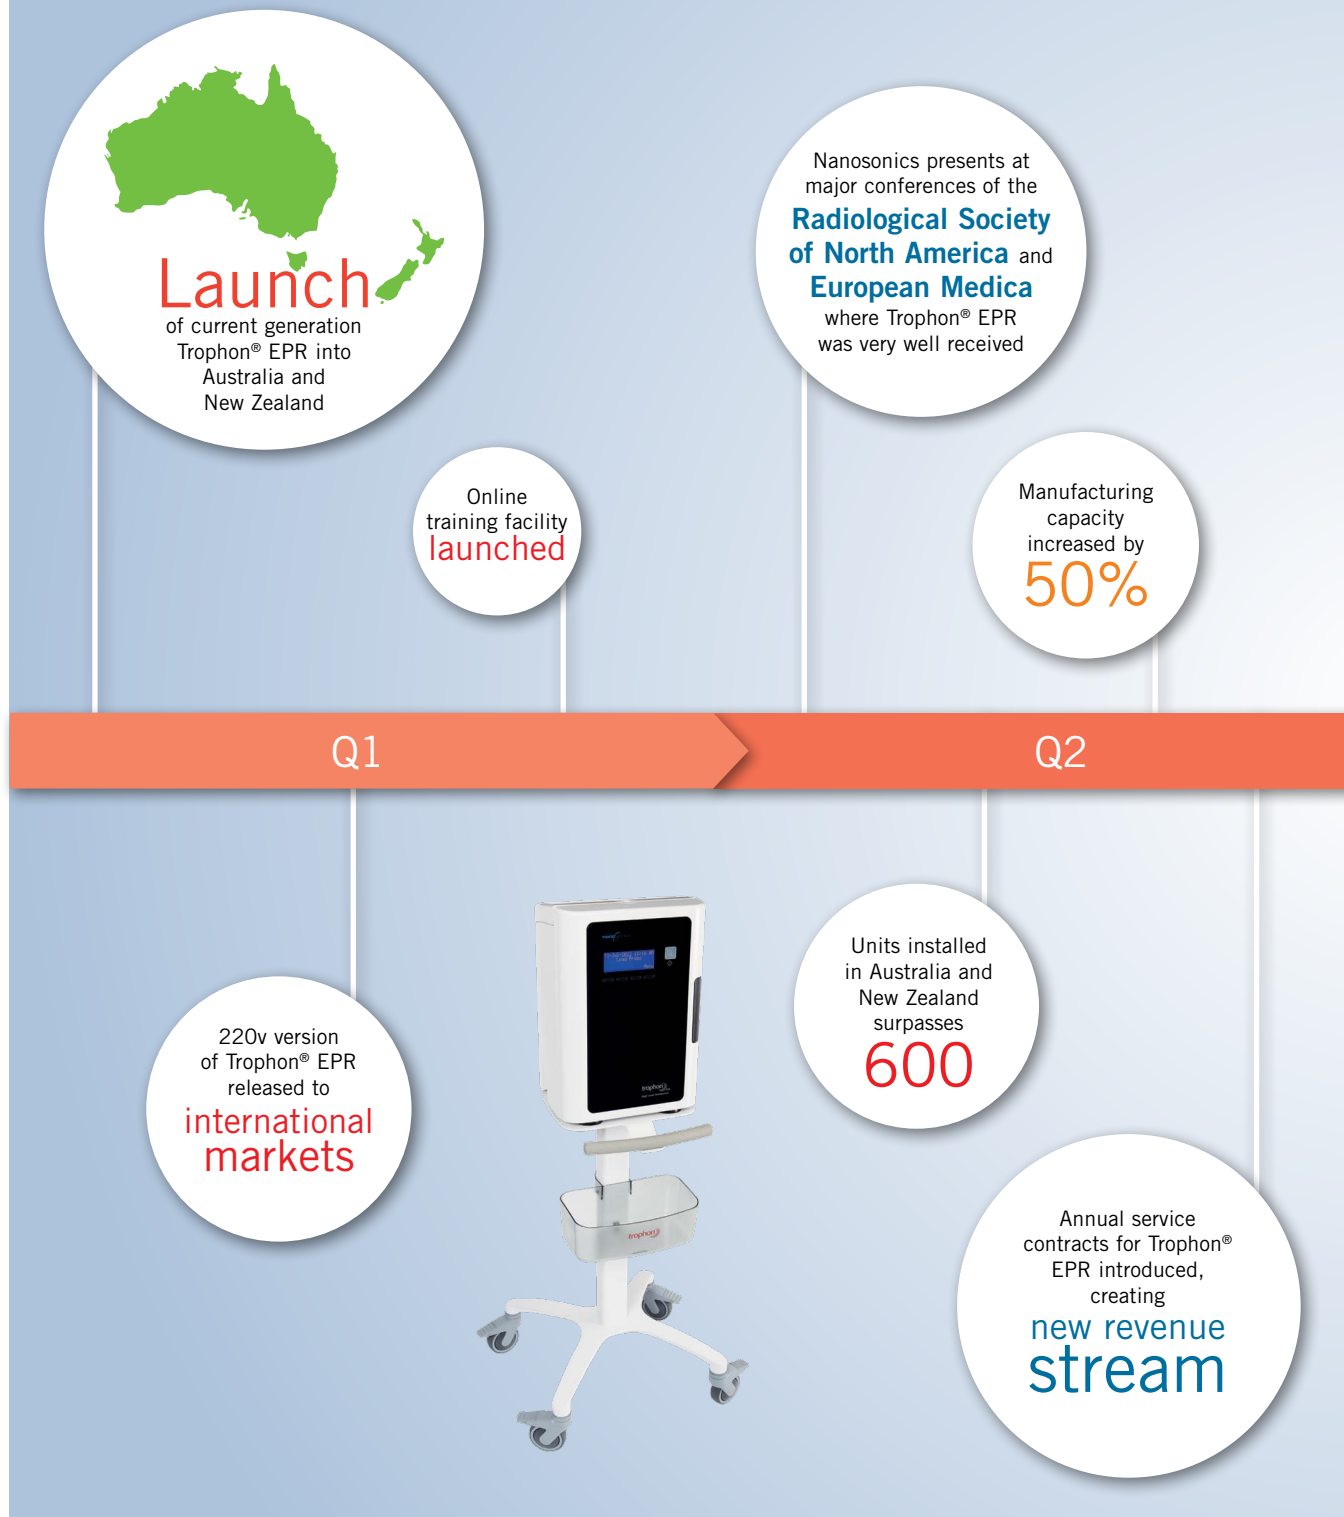 Launch
of current generation
Trophon® EPR into
Australia and
New Zealand
Online
training facility
launched
Nanosonics presents at
major conferences of the
Radiological Society
of North America and
European Medica
where Trophon® EPR
was very well received
Manufacturing
capacity
increased by
50%
Q1
Q2
220v version
of Trophon® EPR
released to
international
markets
trophon
trophon
Units installed
in Australia and
New Zealand
surpasses
600
Annual service
contracts for Trophon®
EPR introduced,
creating
new revenue
stream